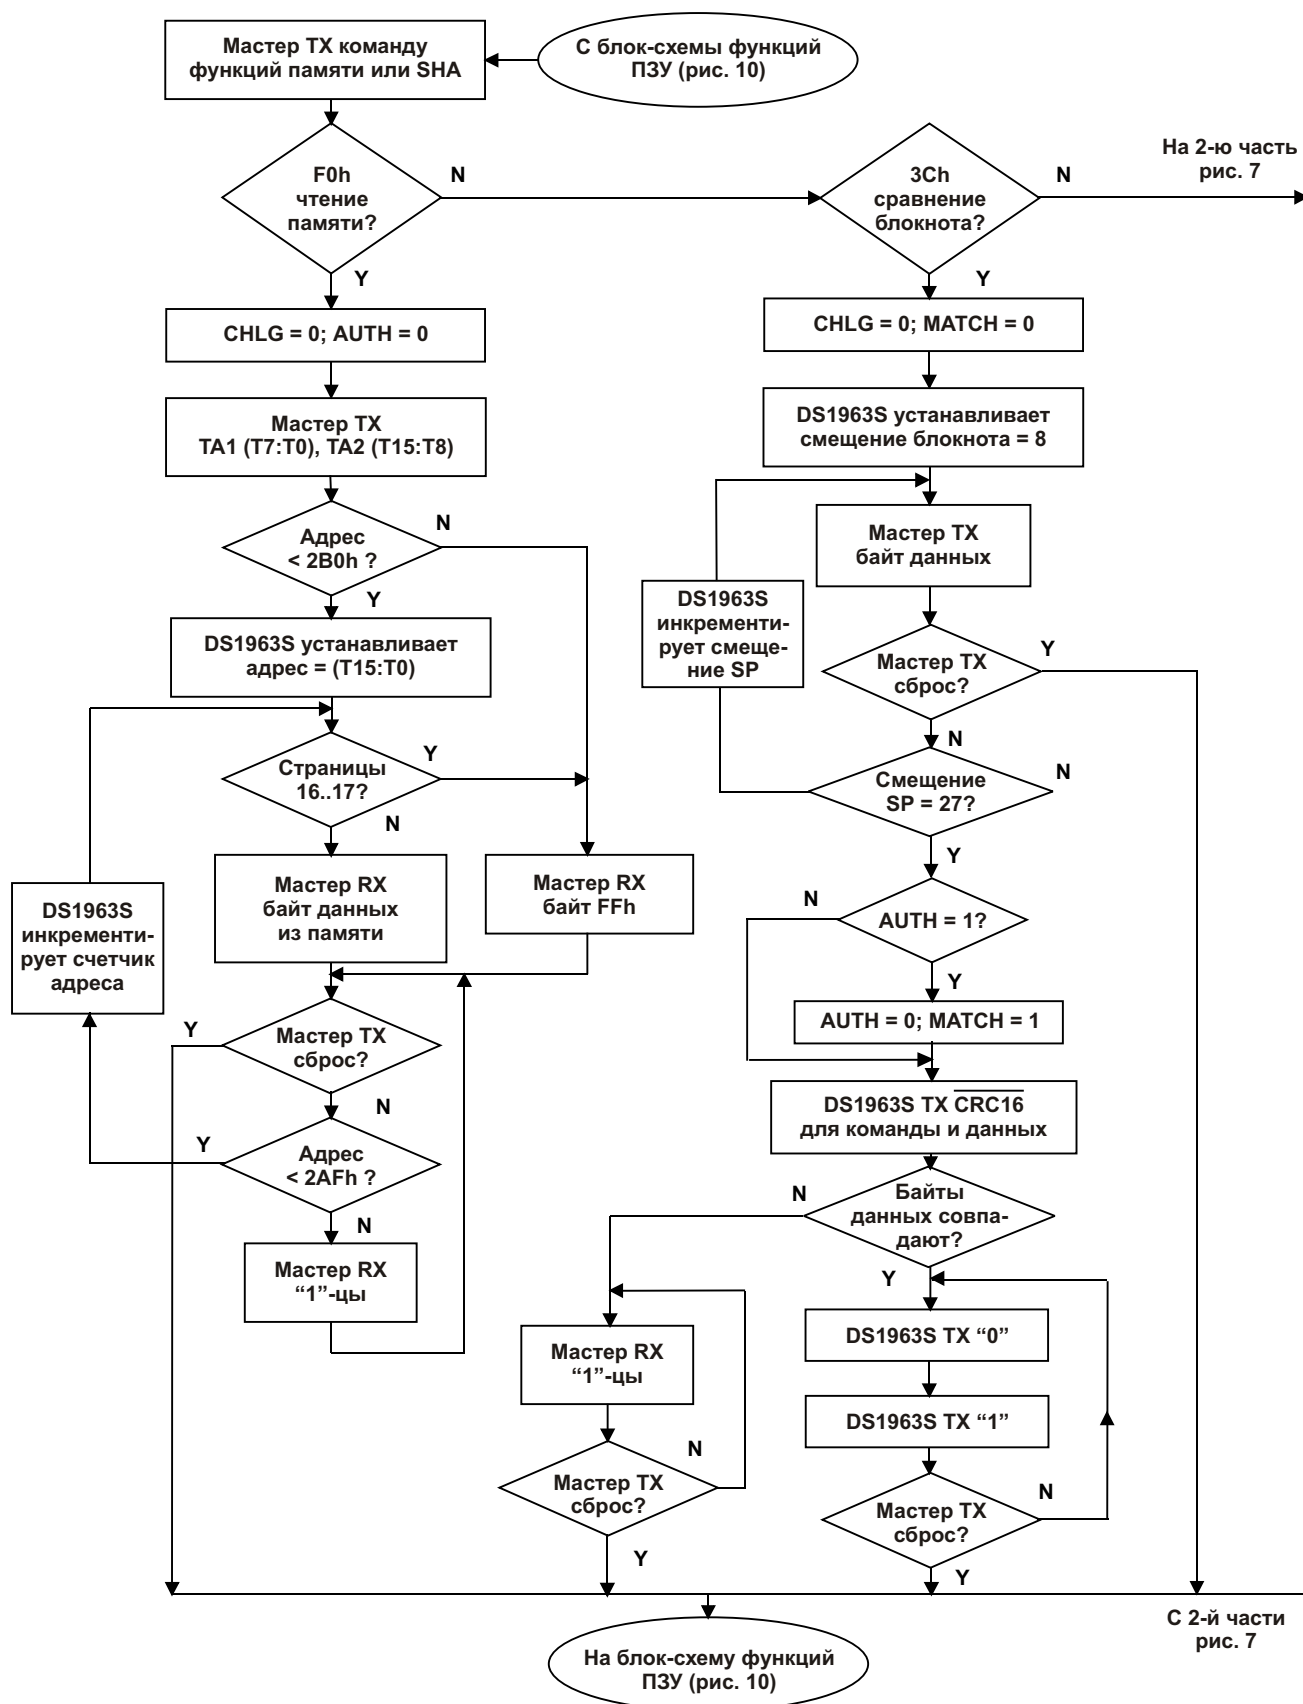 Мастер TX команду
функций памяти или SHA
С блок-схемы функций
ПЗУ (рис. 10)
F0h
чтение
памяти?
N
Y
3Ch
сравнение
блокнота?
N
Y
На 2-ю часть
рис. 7
CHLG = 0; AUTH = 0
Мастер TX
TA1 (T7:T0), TA2 (T15:T8)
Адрес
< 2B0h ?
N
Y
DS1963S устанавливает
адрес = (T15:T0)
Страницы
16..17?
Y
N
Мастер RX
байт данных
из памяти
Мастер RX
байт FFh
DS1963S
инкременти-
рует счетчик
адреса
Мастер TX
сброс?
Y
N
Адрес
< 2AFh ?
Y
N
Мастер RX
“1”-цы
CHLG = 0; MATCH = 0
DS1963S устанавливает
смещение блокнота = 8
Мастер TX
байт данных
DS1963S
инкременти-
рует смеще-
ние SP
Мастер TX
сброс?
Y
N
Смещение
SP = 27?
N
Y
AUTH = 1?
N
Y
AUTH = 0; MATCH = 1
DS1963S TX CRC16
для команды и данных
Байты
данных совпа-
дают?
N
Y
Мастер RX
“1”-цы
Мастер TX
сброс?
N
Y
DS1963S TX “0”
DS1963S TX “1”
Мастер TX
сброс?
N
Y
С 2-й части
рис. 7
На блок-схему функций
ПЗУ (рис. 10)